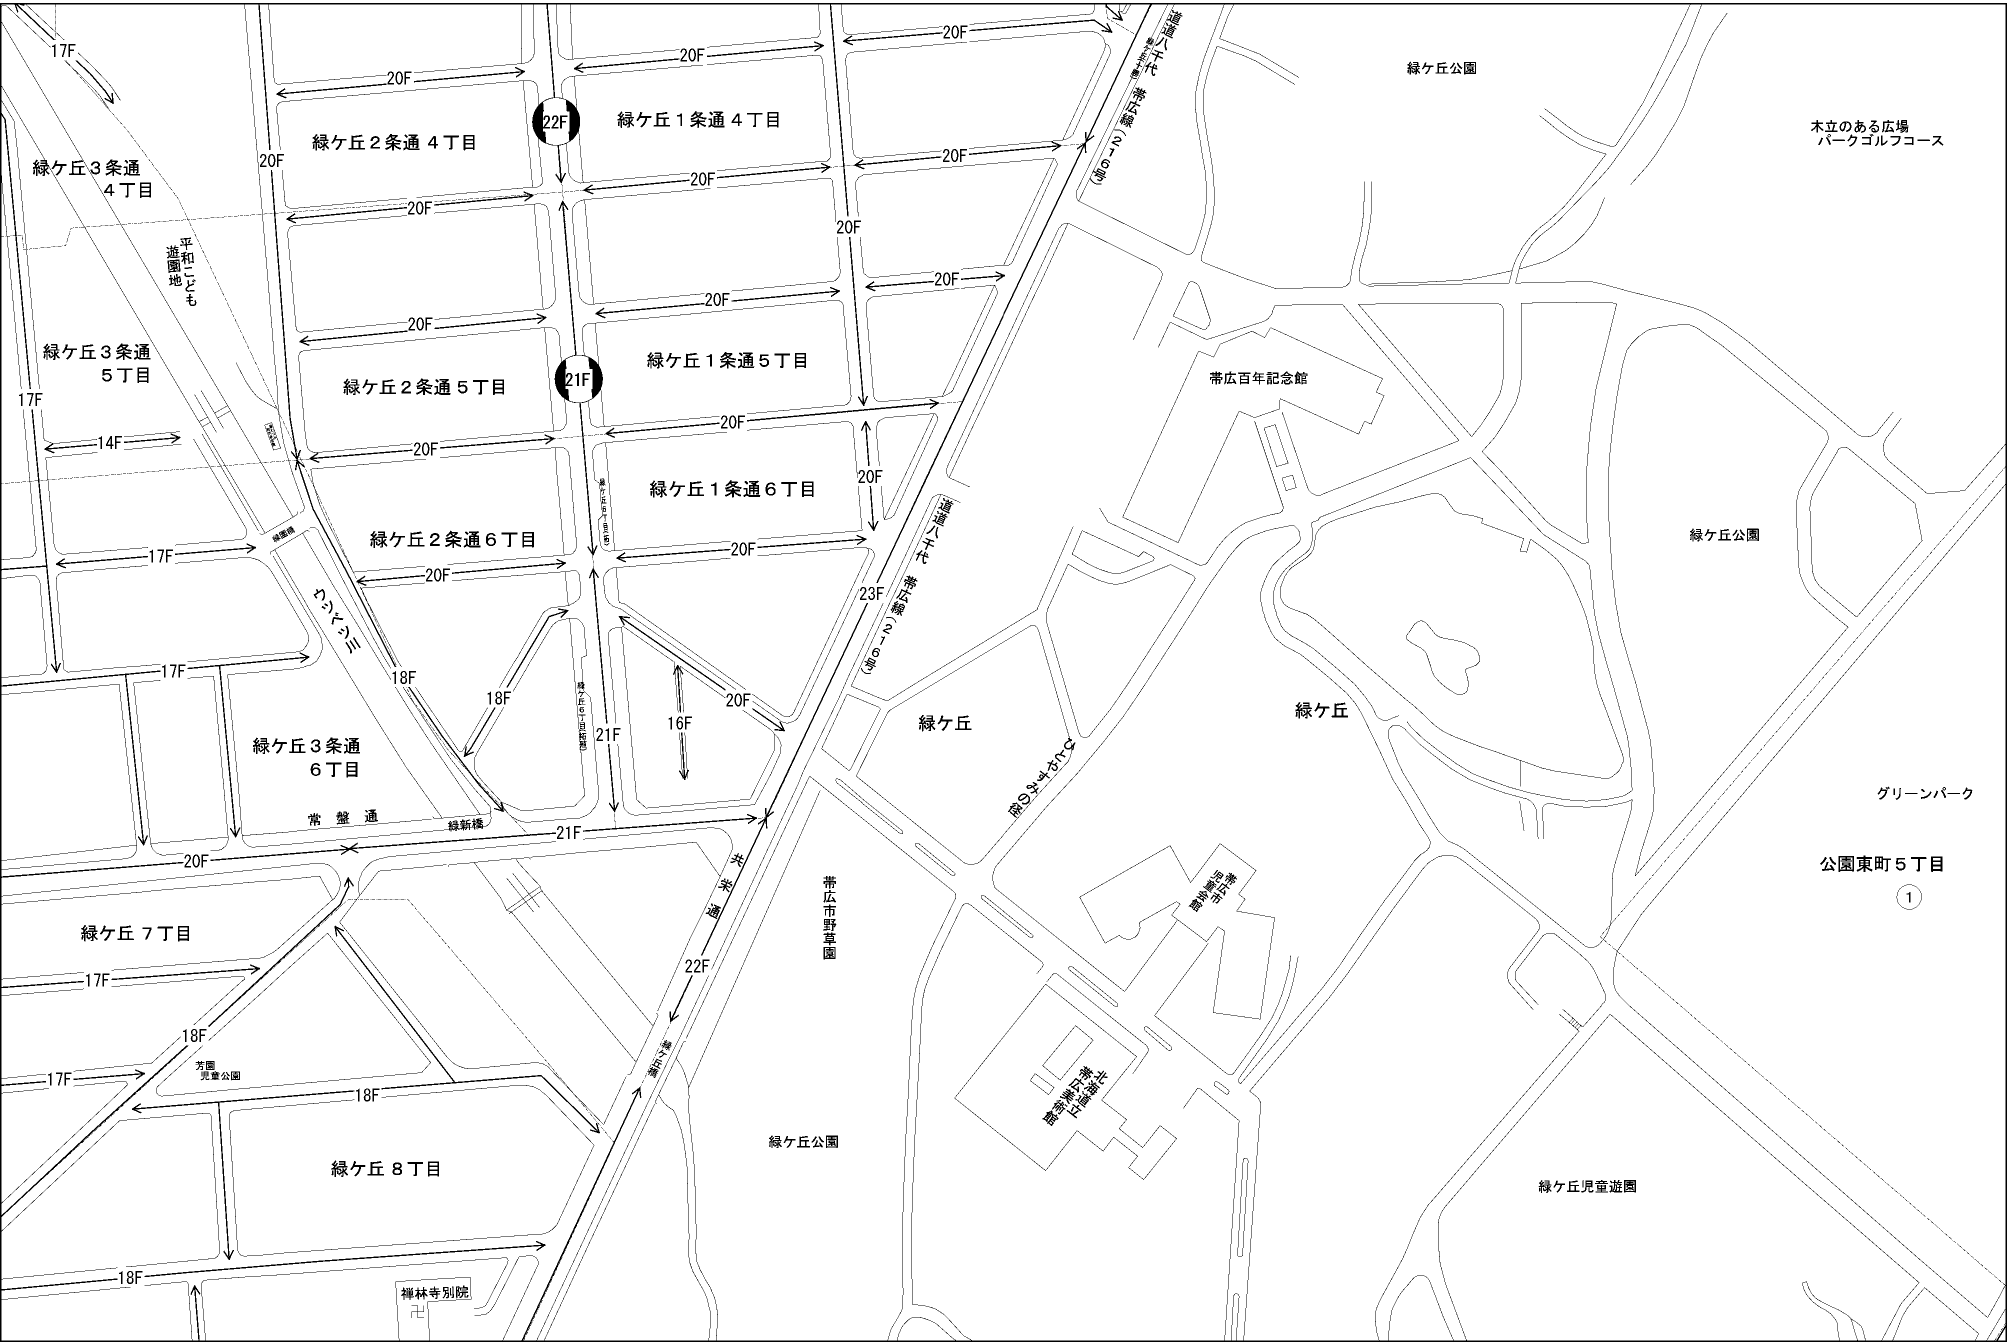 17F
20F
20F
20F
道道八千代　帯広線(216号)
緑ケ丘公園
22F
緑ケ丘1条通4丁目
緑ケ丘2条通4丁目
木立のある広場
パークゴルフコース
緑ケ丘3条通
4丁目
20F
20F
20F
20F
20F
平和こども
遊園地
20F
20F
20F
20F
緑ケ丘3条通
5丁目
緑ケ丘1条通5丁目
21F
緑ケ丘2条通5丁目
帯広百年記念館
17F
14F
20F
20F
20F
緑ケ丘1条通6丁目
道道八千代　帯広線(216号)
緑園橋
緑ケ丘2条通6丁目
緑ケ丘公園
17F
20F
20F
23F
ウツベツ川
17F
18F
18F
20F
16F
21F
緑ケ丘
緑ケ丘
緑ケ丘3条通
6丁目
ひとやすみの径
グリーンパーク
常盤通
緑新橋
21F
20F
共栄通
帯広市野草園
帯広市
児童会館
公園東町5丁目
1
緑ケ丘7丁目
17F
22F
18F
緑ケ丘橋
芳園
児童公園
17F
18F
北海道立
帯広美術館
緑ケ丘公園
緑ケ丘8丁目
緑ケ丘児童遊園
18F
禅林寺別院
卍